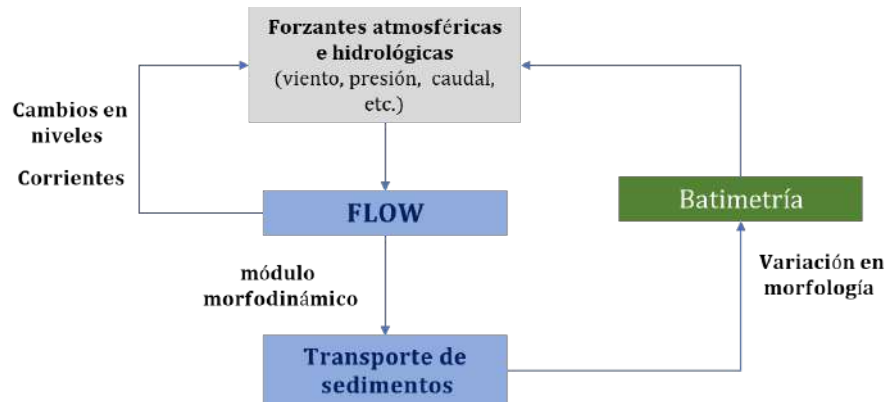 Forzantes atmosféricas
e hidrológicas
(viento, presión, caudal,
etc.)
Cambios en
niveles
Corrientes
FLOW
Batimetría
módulo
morfodinámico
Variación en
morfología
Transporte de
sedimentos